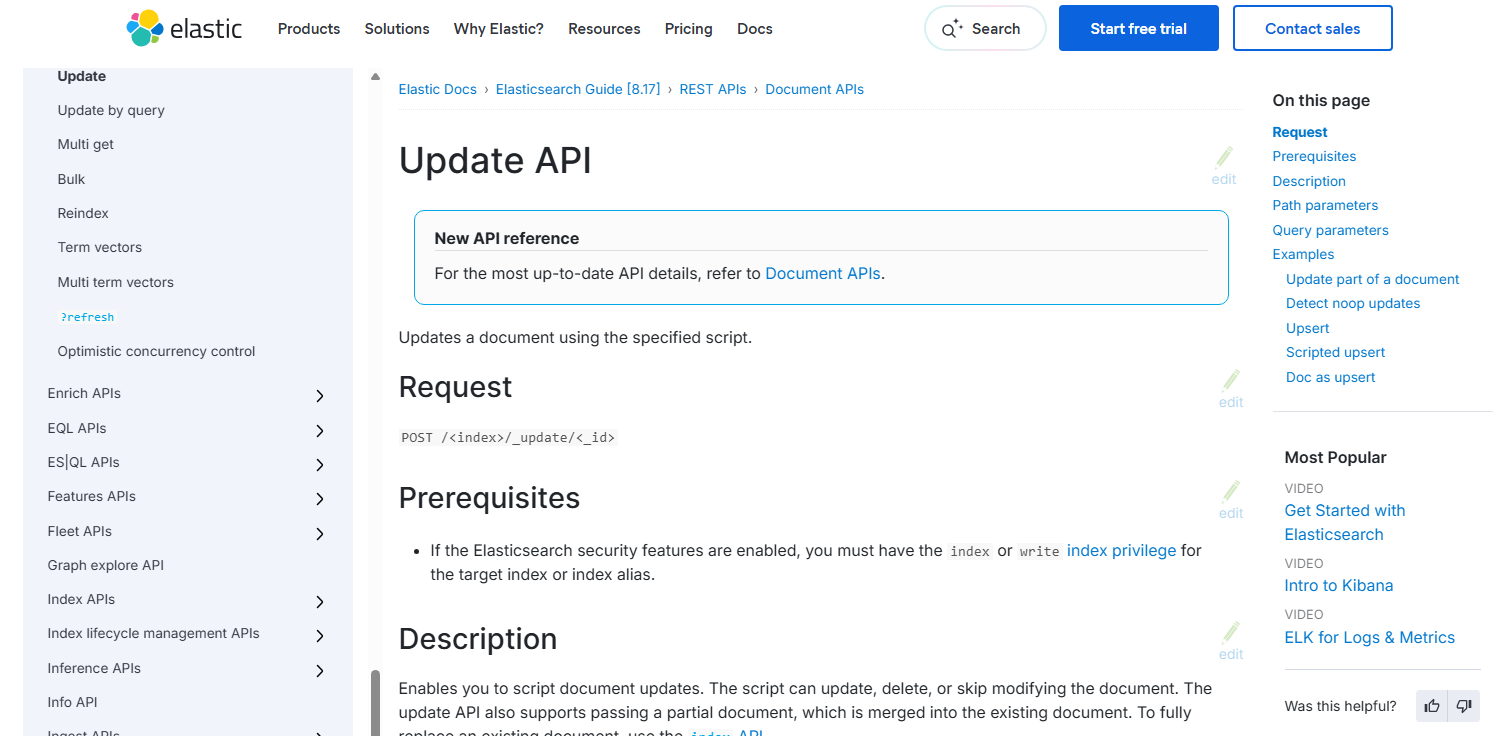 elastic
Products Solutions Why Elastic? Resources Pricing Docs
Search
Start free trial
Contact sales
Update
Update by query
Multi get
Bulk
Reindex
Term vectors
Multi term vectors
?refresh
Optimistic concurrency control
Enrich APIs
EQL APIs
ES|QL APIs
Features APIs
Fleet APIs
Graph explore API
Index APIs
Index lifecycle management APIs
Inference APIs
Info API
Ingest APIs
Elastic Docs › Elasticsearch Guide [8.17] › REST APIs › Document APIs
Update API
edit
New API reference
For the most up-to-date API details, refer to Document APIs.
Updates a document using the specified script.
Request
edit
POST /<index>/_update/<_id>
Prerequisites
edit
• If the Elasticsearch security features are enabled, you must have the index or write index privilege for
the target index or index alias.
Description
edit
Enables you to script document updates. The script can update, delete, or skip modifying the document. The
update API also supports passing a partial document, which is merged into the existing document. To fully
replace an existing document, use the index API.
On this page
Request
Prerequisites
Description
Path parameters
Query parameters
Examples
Update part of a document
Detect noop updates
Upsert
Scripted upsert
Doc as upsert
Most Popular
VIDEO
Get Started with
Elasticsearch
VIDEO
Intro to Kibana
VIDEO
ELK for Logs & Metrics
Was this helpful?